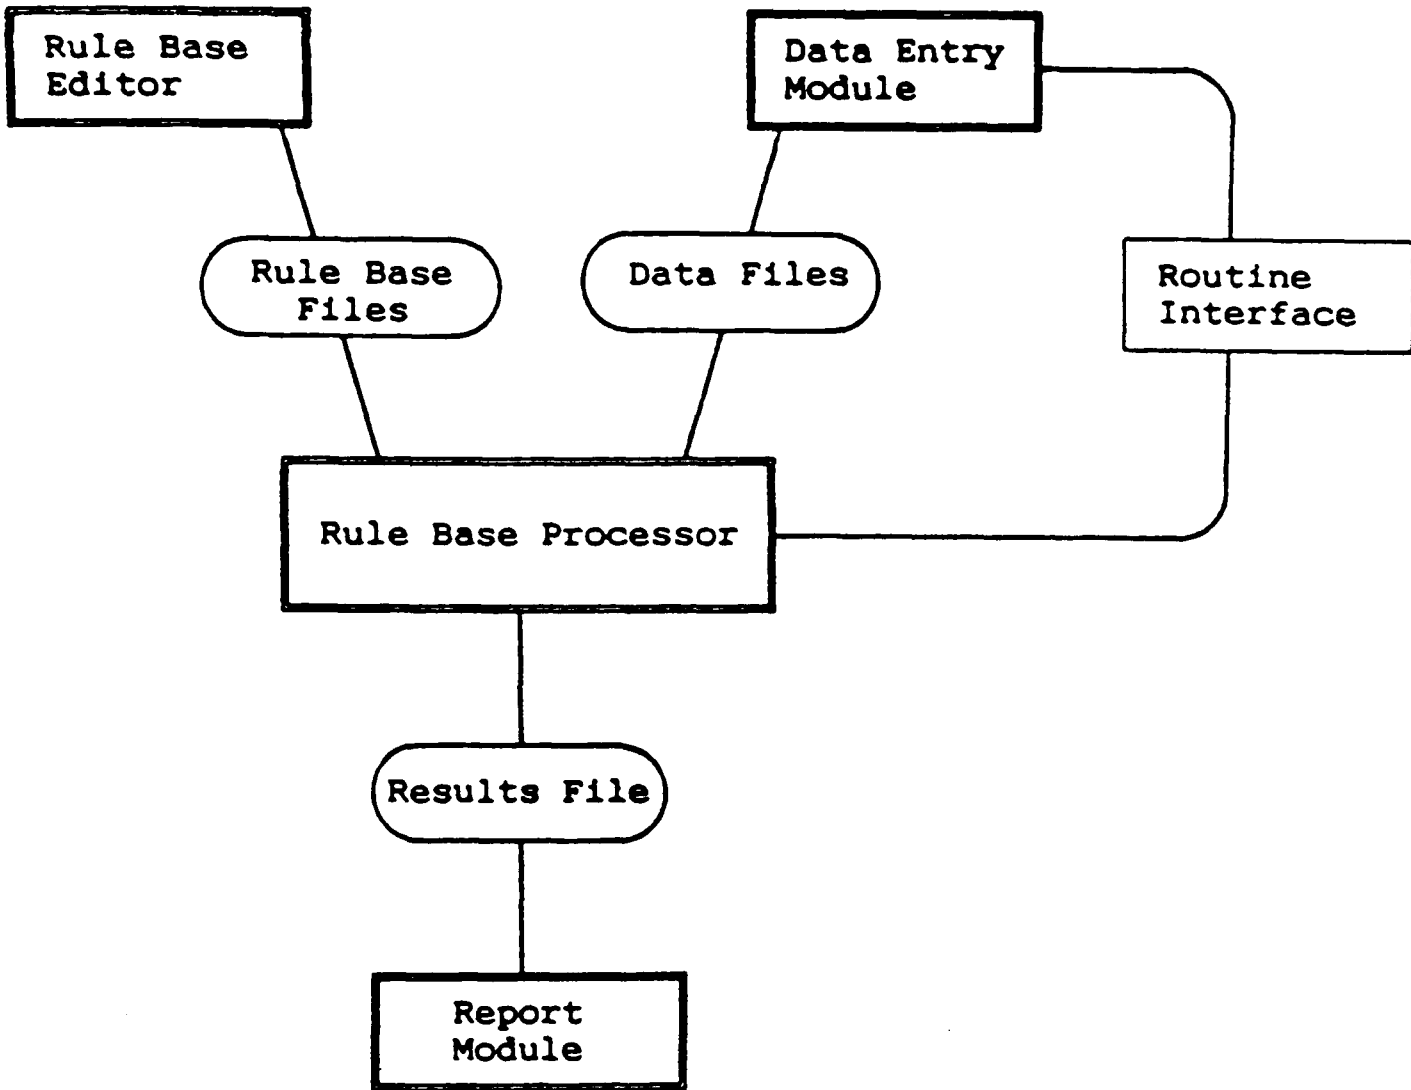 Rule Base
Editor
Data Entry
Module
Rule Base
Files
Data Files
Routine
Interface
Rule Base Processor
Results File
Report
Module